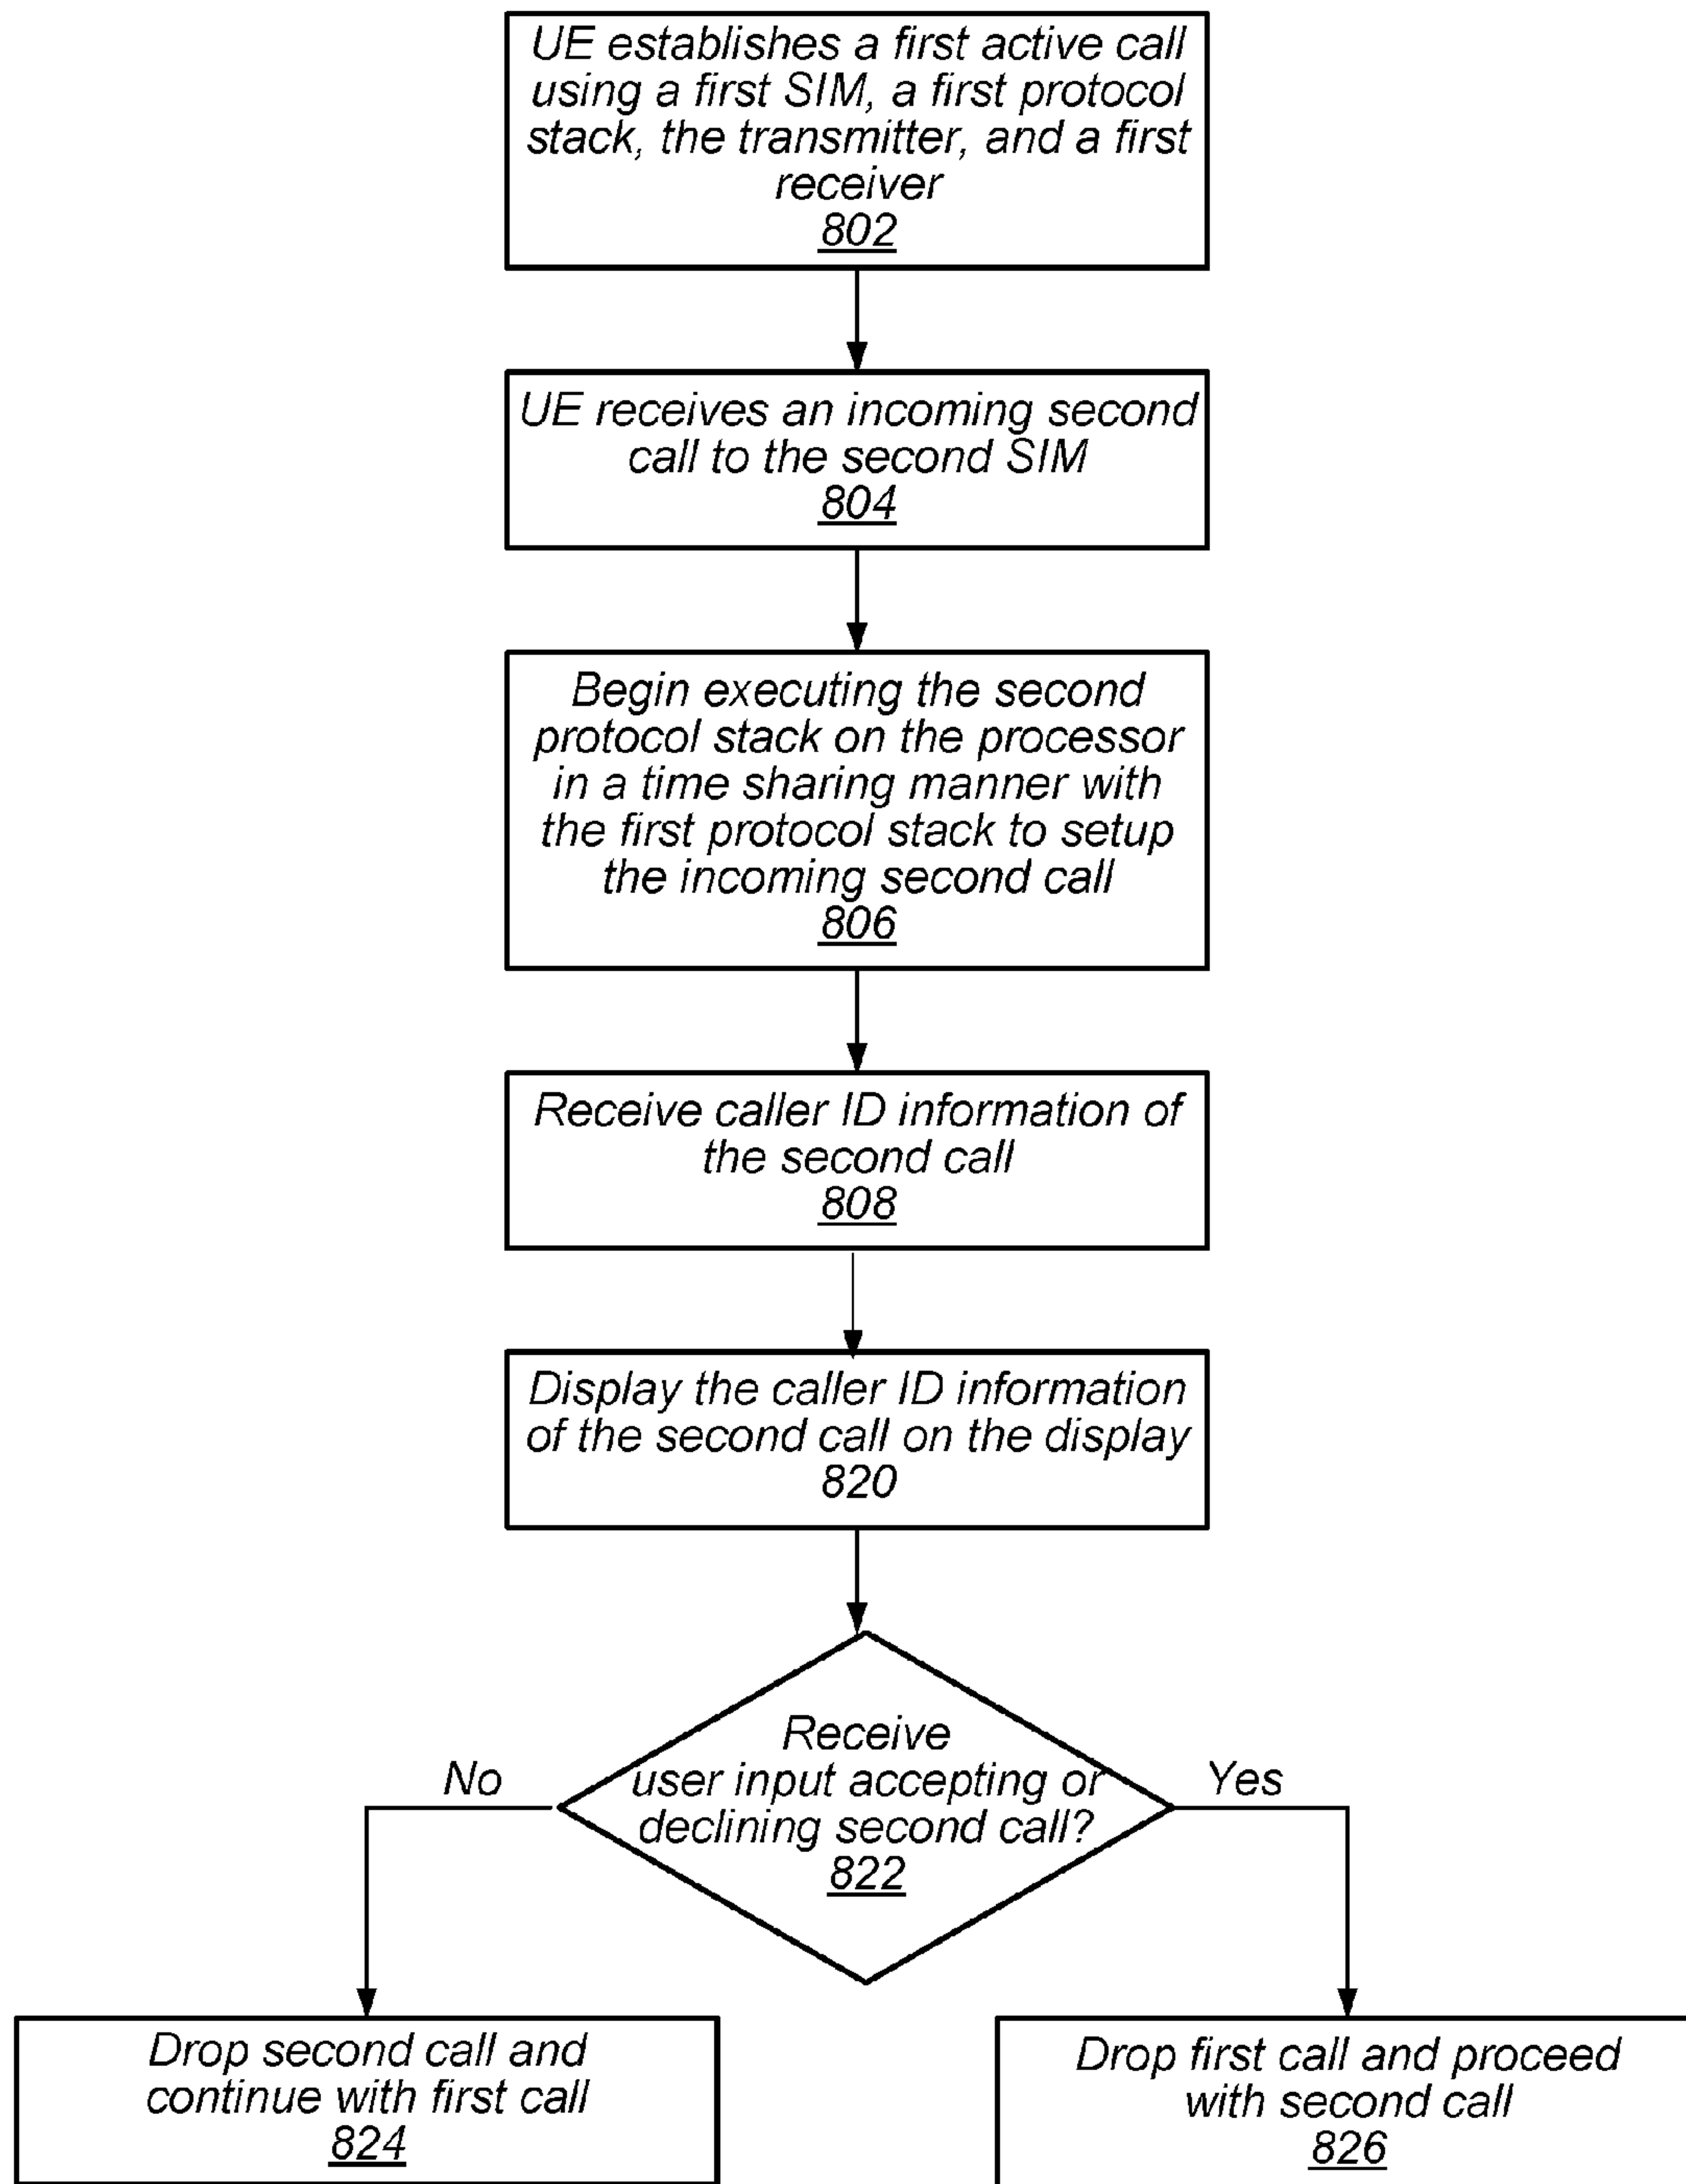 UE establishes a first active call
using a first SIM, a first protocol
stack, the transmitter, and a first
receiver
802
UE receives an incoming second
call to the second SIM
804
Begin executing the second
protocol stack on the processor
in a time sharing manner with
the first protocol stack to setup
the incoming second call
806
Receive caller ID information of
the second call
808
Display the caller ID information
of the second call on the display
820
Receive
user input accepting or
declining second call?
822
No
Yes
Drop second call and
continue with first call
824
Drop first call and proceed
with second call
826